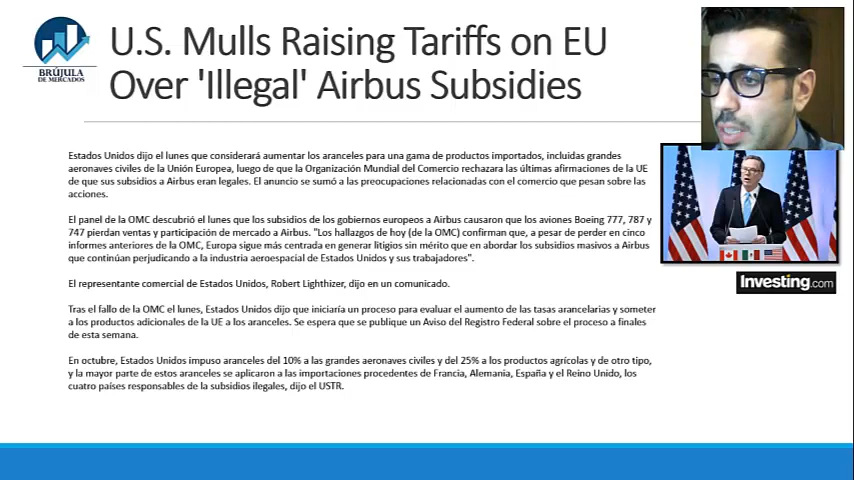 U.S. Mulls Raising Tariffs on EU
Over 'Illegal' Airbus Subsidies
BRÚJULA
DE MERCADOS
Estados Unidos dijo el lunes que considerará aumentar los aranceles para una gama de productos importados, incluidas grandes
aeronaves civiles de la Unión Europea, luego de que la Organización Mundial del Comercio rechazara las últimas afirmaciones de la UE
de que sus subsidios a Airbus eran legales. El anuncio se sumó a las preocupaciones relacionadas con el comercio que pesan sobre las
acciones.
El panel de la OMC descubrió el lunes que los subsidios de los gobiernos europeos a Airbus causaron que los aviones Boeing 777, 787 y
747 pierdan ventas y participación de mercado a Airbus. "Los hallazgos de hoy (de la OMC) confirman que, a pesar de perder en cinco
informes anteriores de la OMC, Europa sigue más centrada en generar litigios sin mérito que en abordar los subsidios masivos a Airbus
que continúan perjudicando a la industria aeroespacial de Estados Unidos y sus trabajadores".
El representante comercial de Estados Unidos, Robert Lighthizer, dijo en un comunicado.
Tras el fallo de la OMC el lunes, Estados Unidos dijo que iniciaría un proceso para evaluar el aumento de las tasas arancelarias y someter
a los productos adicionales de la UE a los aranceles. Se espera que se publique un Aviso del Registro Federal sobre el proceso a finales
de esta semana.
En octubre, Estados Unidos impuso aranceles del 10% a las grandes aeronaves civiles y del 25% a los productos agrícolas y de otro tipo,
y la mayor parte de estos aranceles se aplicaron a las importaciones procedentes de Francia, Alemania, España y el Reino Unido, los
cuatro países responsables de la subsidios ilegales, dijo el USTR.
Investing.com